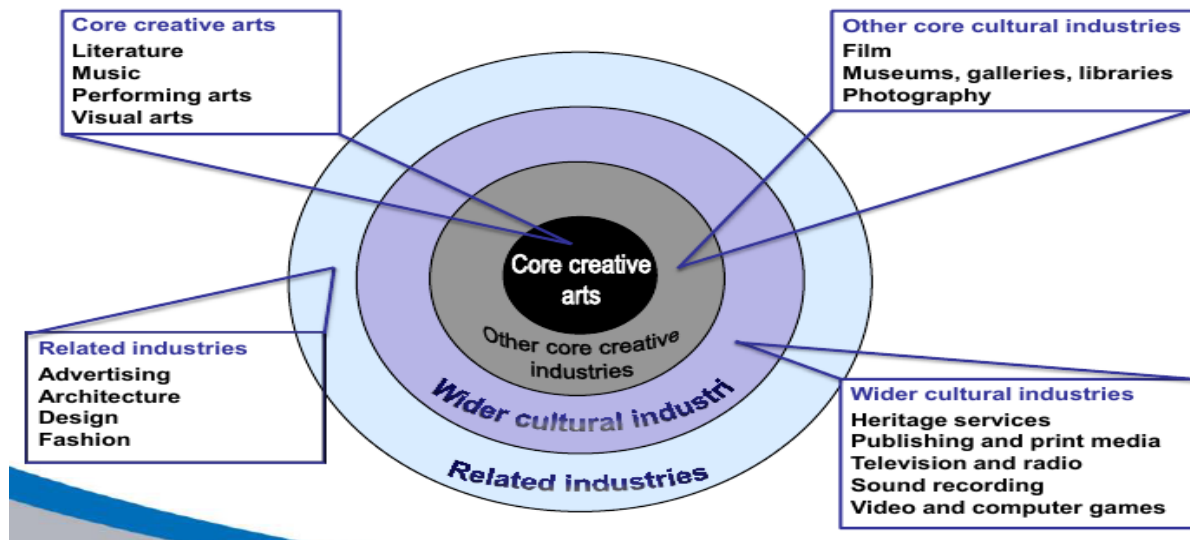 Core creative arts
Literature
Music
Performing arts
Visual arts
Other core cultural industries
Film
Museums, galleries, libraries
Photography
Core creative
arts
Other core creative
industries
Wider cultural industri
Related industries
Related industries
Advertising
Architecture
Design
Fashion
Wider cultural industries
Heritage services
Publishing and print media
Television and radio
Sound recording
Video and computer games